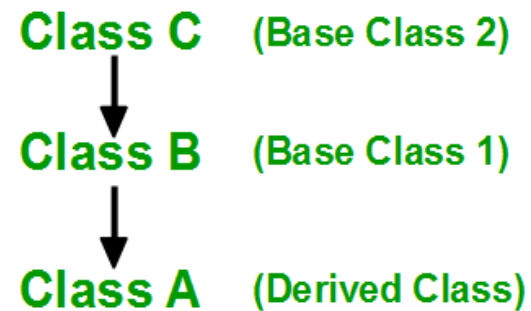 Class C (Base Class 2)
Class B (Base Class 1)
Class A (Derived Class)